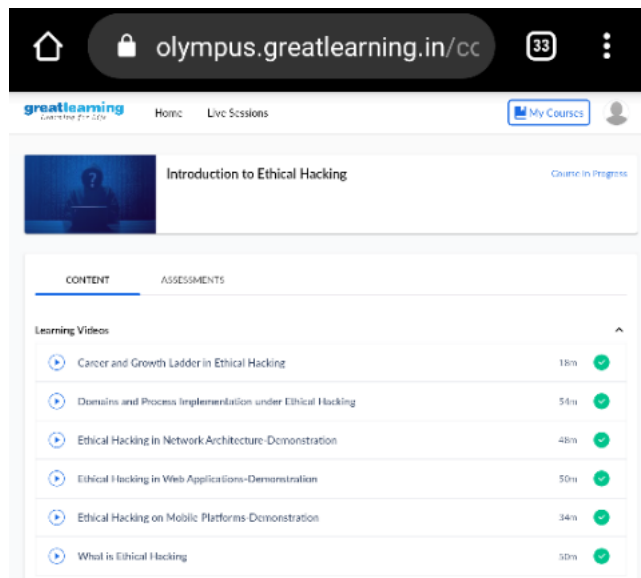 olympus.greatlearning.in/cc
33
greatlearning
Learning for Life
Home
Live Sessions
My Courses
?
Introduction to Ethical Hacking
Course In Progress
CONTENT
ASSESSMENTS
Learning Videos
Career and Growth Ladder in Ethical Hacking
18m
Domains and Process Implementation under Ethical Hacking
54m
Ethical Hacking in Network Architecture-Demonstration
48m
Ethical Hacking in Web Applications-Demonstration
50m
Ethical Hacking on Mobile Platforms-Demonstration
34m
What is Ethical Hacking
50m